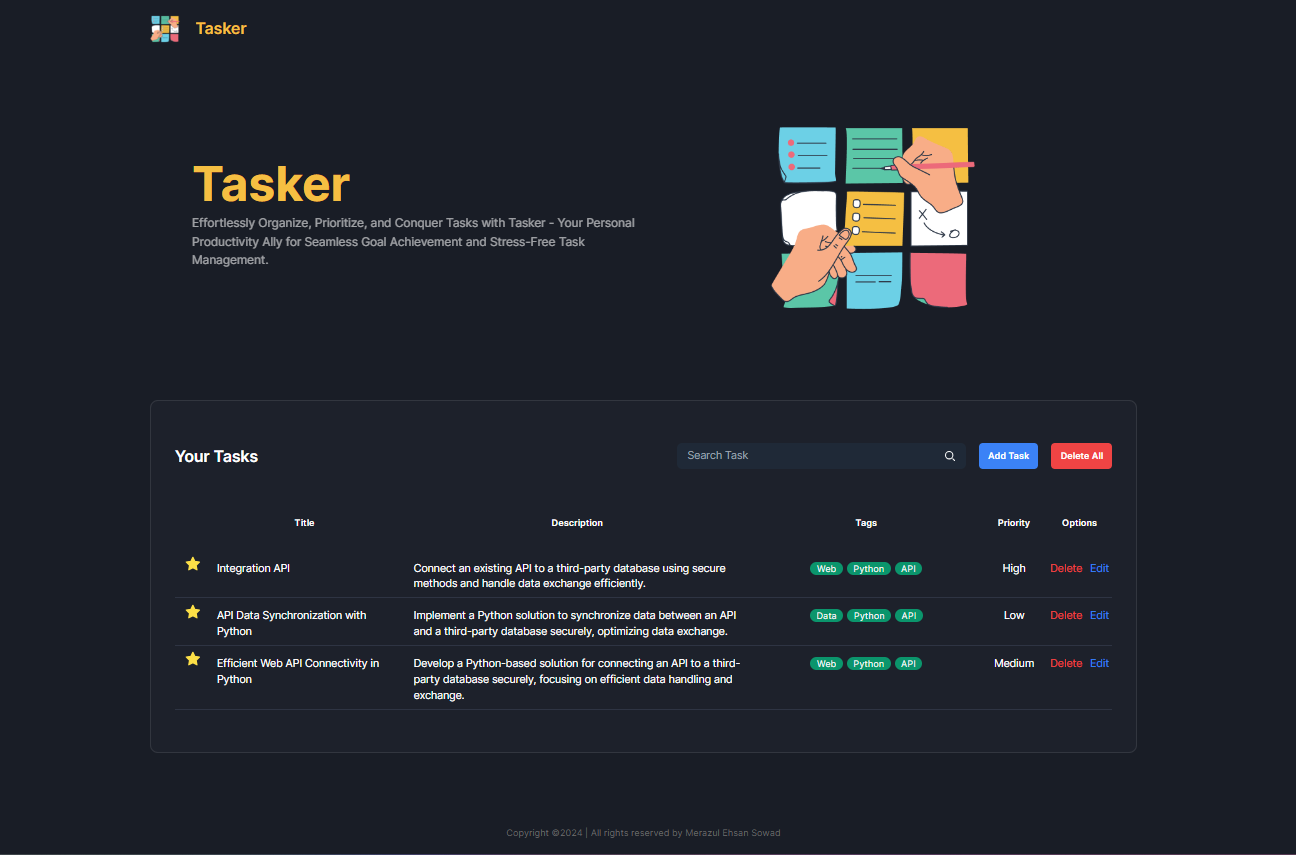 Tasker
Tasker
Effortlessly Organize, Prioritize, and Conquer Tasks with Tasker - Your Personal
Productivity Ally for Seamless Goal Achievement and Stress-Free Task
Management.
Your Tasks
Search Task
Add Task
Delete All
Title Description Tags Priority Options
Integration API
Connect an existing API to a third-party database using secure
methods and handle data exchange efficiently.
Web Python API
High
Delete Edit
API Data Synchronization with
Python
Implement a Python solution to synchronize data between an API
and a third-party database securely, optimizing data exchange.
Data Python API
Low
Delete Edit
Efficient Web API Connectivity in
Python
Develop a Python-based solution for connecting an API to a third-
party database securely, focusing on efficient data handling and
exchange.
Web Python API
Medium
Delete Edit
Copyright ©2024 | All rights reserved by Merazul Ehsan Sowad